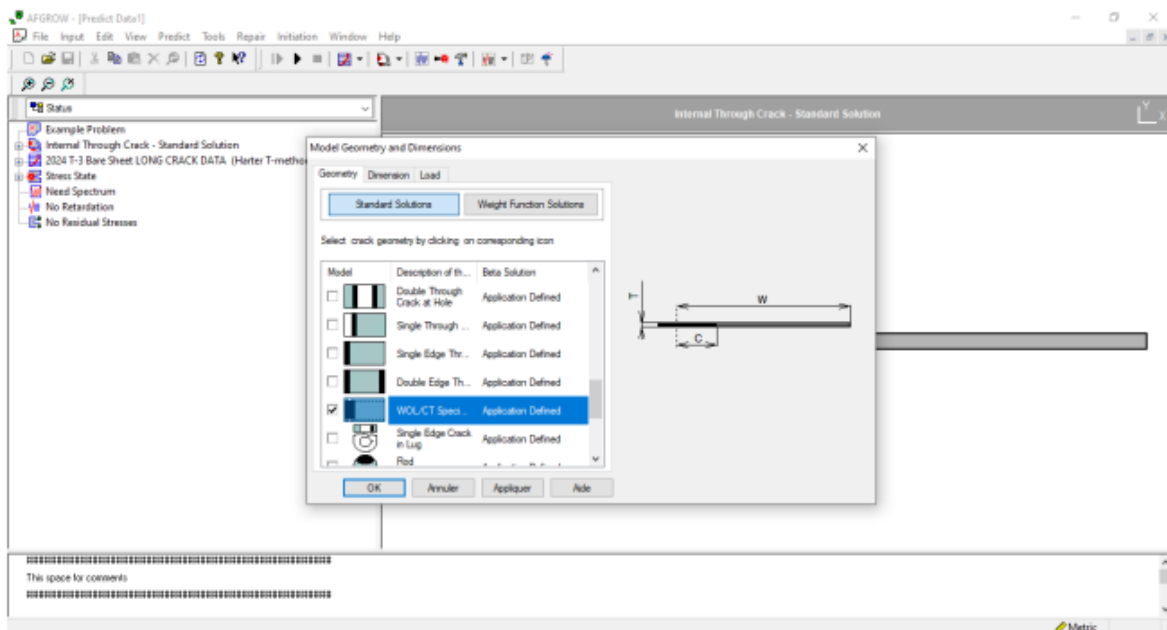 AFGROW - [Predict Data1]
File Input Edit View Predict Tools Repair Initiation Window Help
Status
Internal Through Crack - Standard Solution
Y
X
Example Problem
Internal Through Crack - Standard Solution
2024 T-3 Bare Sheet LONG CRACK DATA (Harter T-metho
Stress State
Need Spectrum
No Retardation
No Residual Stresses
Model Geometry and Dimensions
Geometry Dimension Load
Standard Solutions Weight Function Solutions
Select crack geometry by clicking on corresponding icon
Model Description of th... Beta Solution
Double Through Crack at Hole Application Defined
Single Through ... Application Defined
Single Edge Thr... Application Defined
Double Edge Th... Application Defined
WOL/CT Speci... Application Defined
Single Edge Crack in Lug Application Defined
Rod
T
W
C
OK Annuler Appliquer Aide
This space for comments
Metric